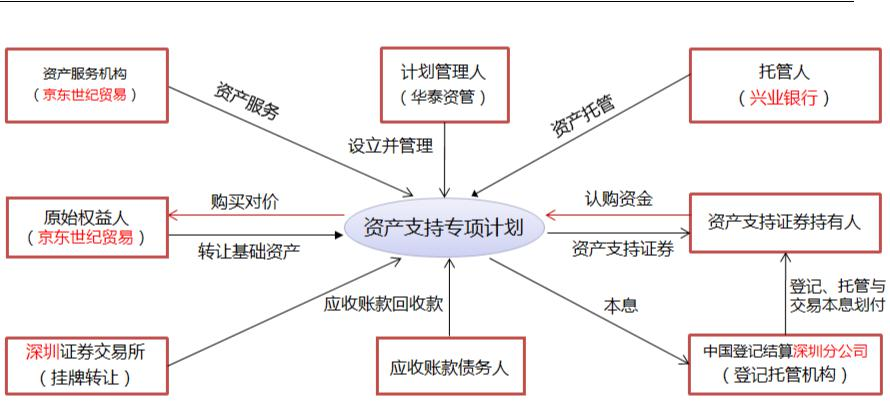 资产服务机构
（京东世纪贸易）
计划管理人
（华泰资管）
托管人
（兴业银行）
资产服务
设立并管理
资产托管
原始权益人
（京东世纪贸易）
购买对价
转让基础资产
资产支持专项计划
认购资金
资产支持证券
资产支持证券持有人
应收账款回收款
本息
登记、托管与
交易本息划付
深圳证券交易所
（挂牌转让）
应收账款债务人
中国登记结算深圳分公司
（登记托管机构）